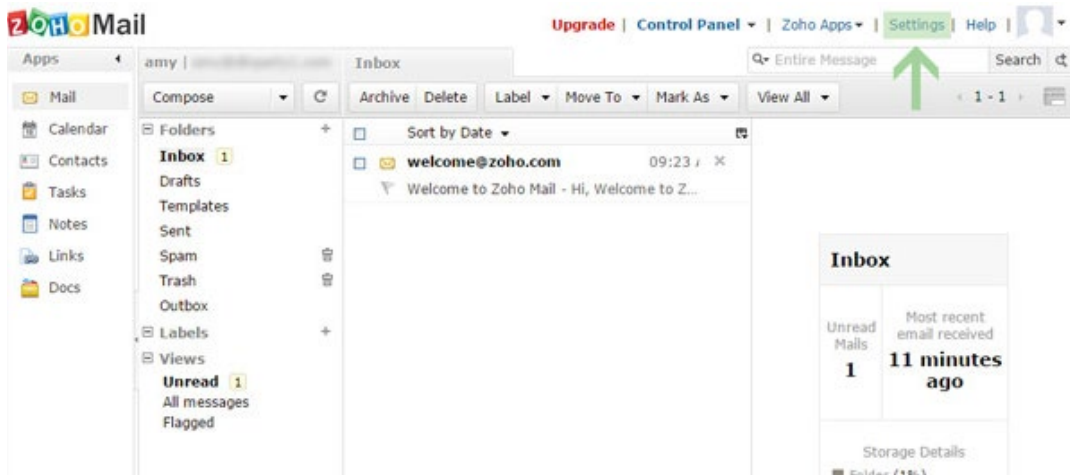 ZOHO Mail
Upgrade | Control Panel | Zoho Apps | Settings | Help |
Apps
amy |
Inbox
Entire Message
Search
Mail
Calendar
Contacts
Tasks
Notes
Links
Docs
Compose
Archive Delete Label Move To Mark As View All 1 - 1
Folders
Inbox 1
Drafts
Templates
Sent
Spam
Trash
Outbox
Labels
Views
Unread 1
All messages
Flagged
Sort by Date
welcome@zoho.com 09:23
Welcome to Zoho Mail - Hi, Welcome to Z...
Inbox
Unread
Mails
1
Most recent
email received
11 minutes
ago
Storage Details
Folder (1%)